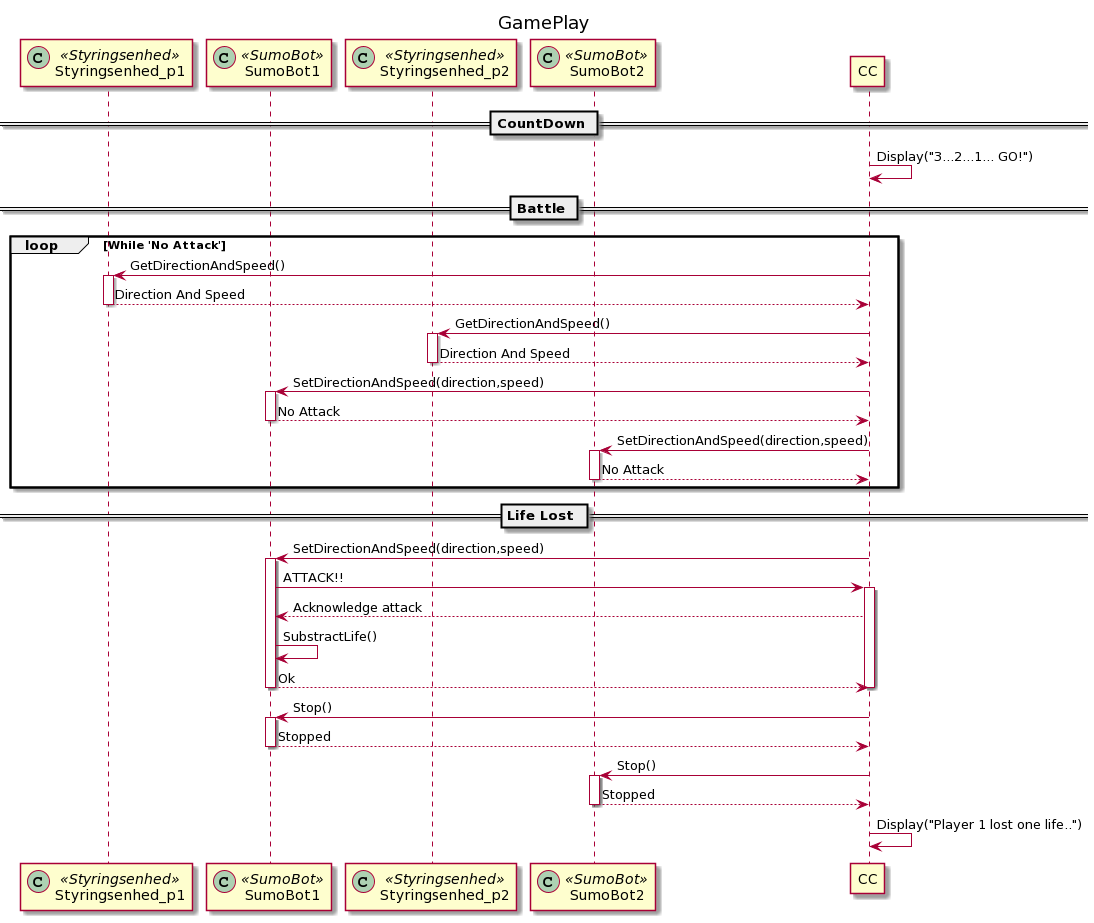 GamePlay
C «Styringsenhed» Styringsenhed_p1
C «SumoBot» SumoBot1
C «Styringsenhed» Styringsenhed_p2
C «SumoBot» SumoBot2
CC
CountDown
Display("3...2...1... GO!")
Battle
loop [While 'No Attack']
GetDirectionAndSpeed()
Direction And Speed
GetDirectionAndSpeed()
Direction And Speed
SetDirectionAndSpeed(direction,speed)
No Attack
SetDirectionAndSpeed(direction,speed)
No Attack
Life Lost
SetDirectionAndSpeed(direction,speed)
ATTACK!!
Acknowledge attack
SubstractLife()
Ok
Stop()
Stopped
Stop()
Stopped
Display("Player 1 lost one life..")
C «Styringsenhed» Styringsenhed_p1
C «SumoBot» SumoBot1
C «Styringsenhed» Styringsenhed_p2
C «SumoBot» SumoBot2
CC